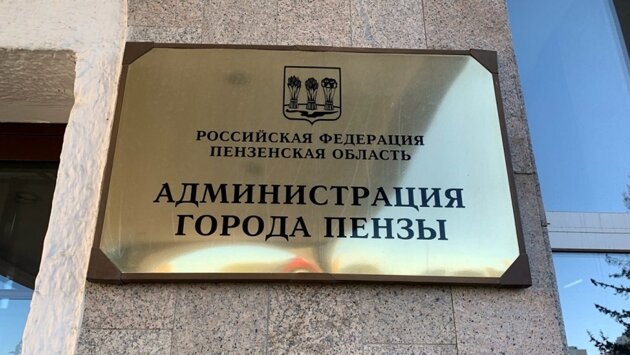 РОССИЙСКАЯ ФЕДЕРАЦИЯ
ПЕНЗЕНСКАЯ ОБЛАСТЬ
АДМИНИСТРАЦИЯ
ГОРОДА ПЕНЗЫ